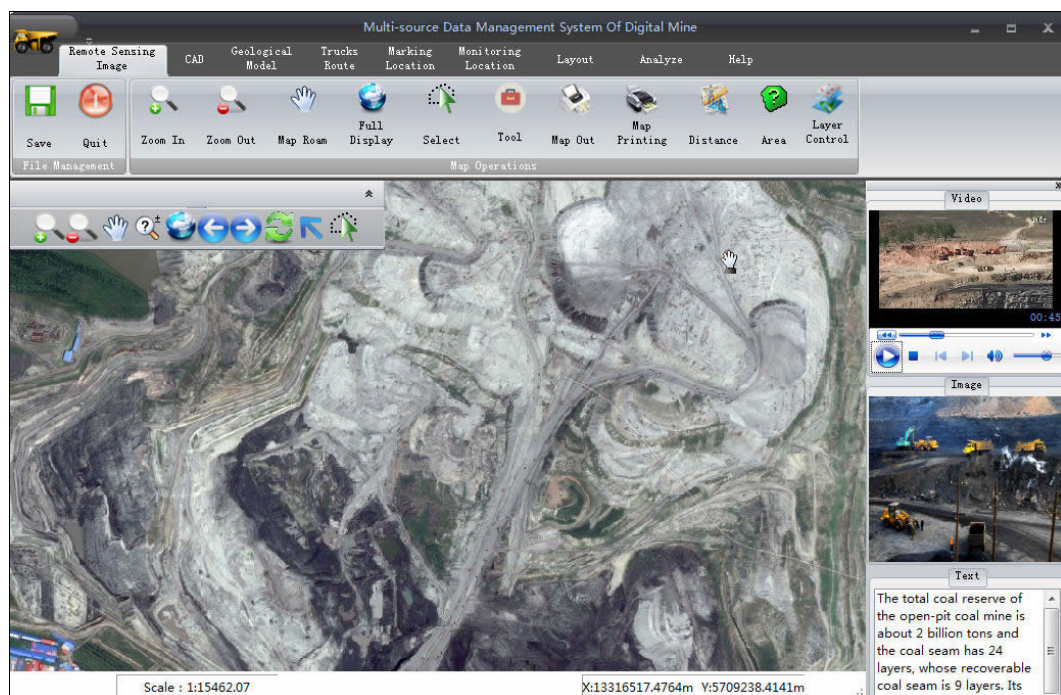 Multi-source Data Management System Of Digital Mine
Remote Sensing
Image
CAD
Geological
Model
Trucks
Route
Marking
Location
Monitoring
Location
Layout
Analyze
Help
Save
Quit
Zoom In
Zoom Out
Map Roam
Full
Display
Select
Tool
Map Out
Map
Printing
Distance
Area
Layer
Control
File Management
Map Operations
Video
00:45
Image
Text
The total coal reserve of
the open-pit coal mine is
about 2 billion tons and
the coal seam has 24
layers, whose recoverable
coal seam is 9 layers. Its
Scale : 1:15462.07
X:13316517.4764m Y:5709238.4141m